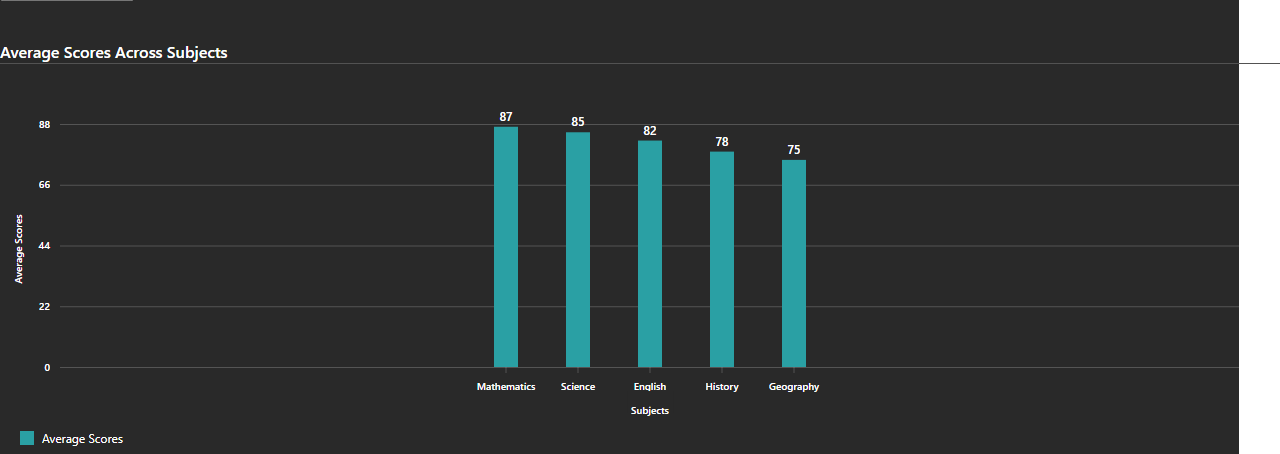 Average Scores Across Subjects
87
85
82
78
75
88
66
44
22
0
Average Scores
Mathematics Science English History Geography
Subjects
Average Scores